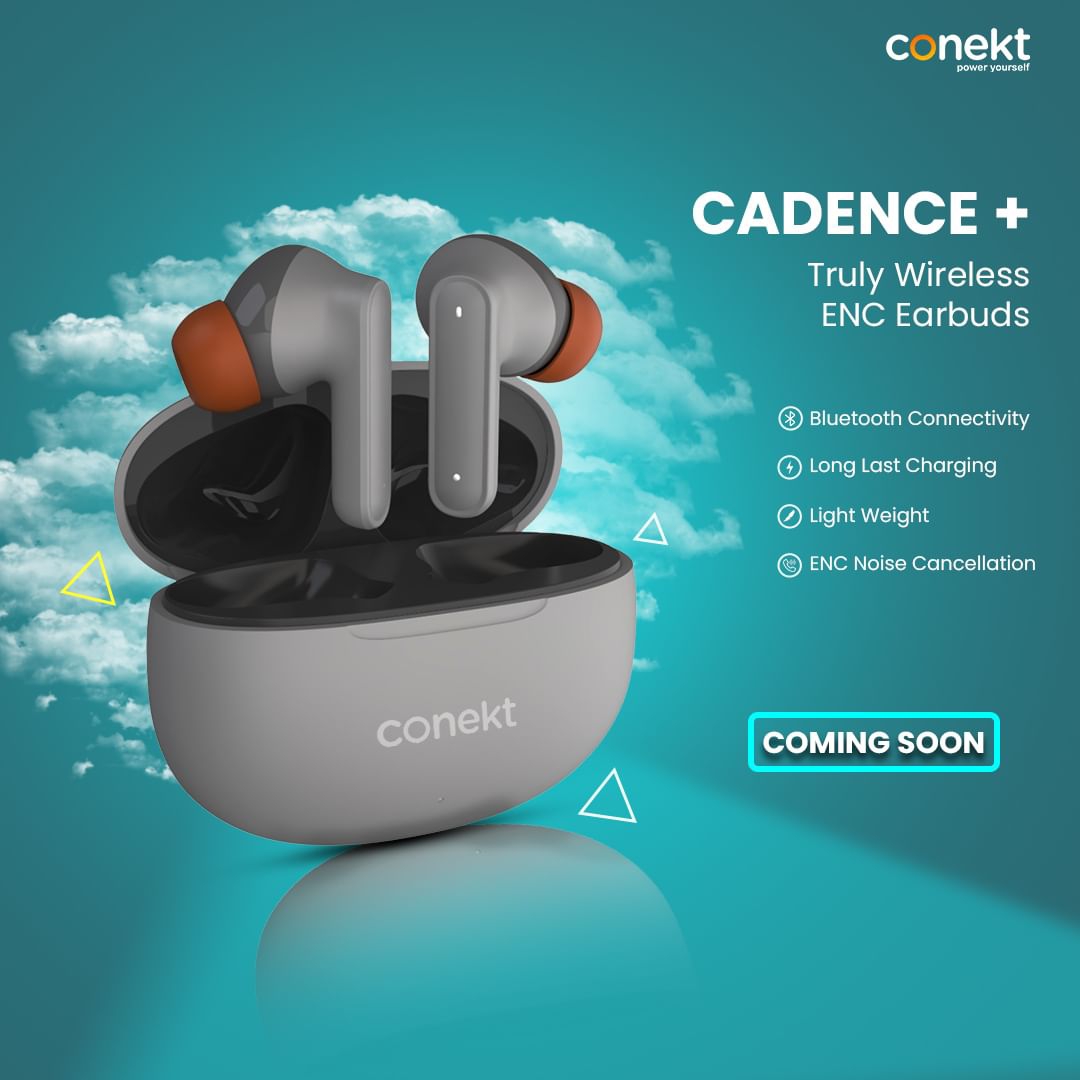 conekt
power yourself
CADENCE +
Truly Wireless
ENC Earbuds
Bluetooth Connectivity
Long Last Charging
Light Weight
ENC Noise Cancellation
conekt
COMING SOON